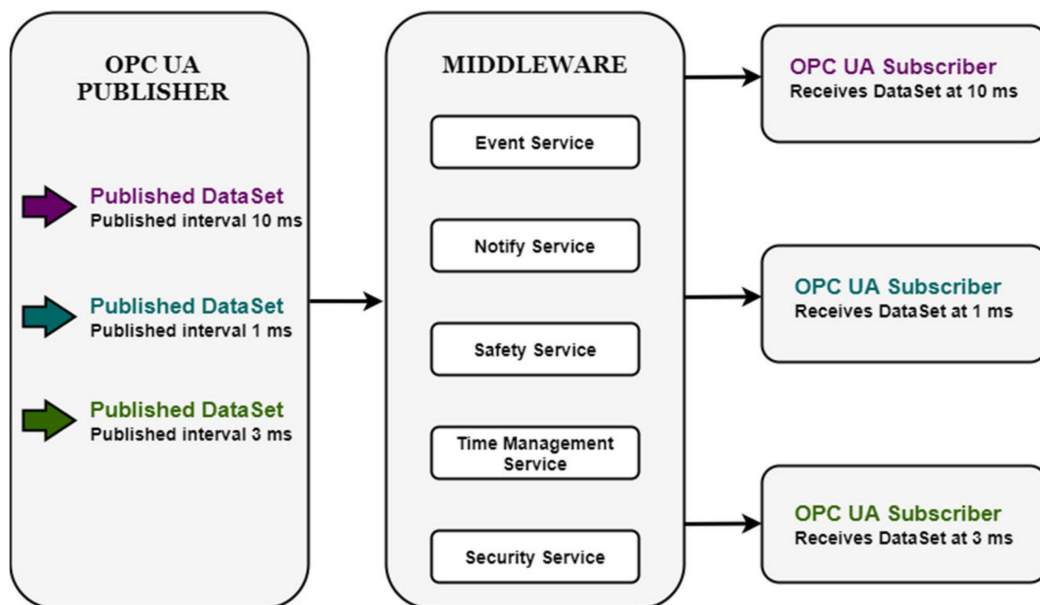 OPC UA
PUBLISHER
Published DataSet
Published interval 10 ms
Published DataSet
Published interval 1 ms
Published DataSet
Published interval 3 ms
MIDDLEWARE
Event Service
Notify Service
Safety Service
Time Management
Service
Security Service
OPC UA Subscriber
Receives DataSet at 10 ms
OPC UA Subscriber
Receives DataSet at 1 ms
OPC UA Subscriber
Receives DataSet at 3 ms